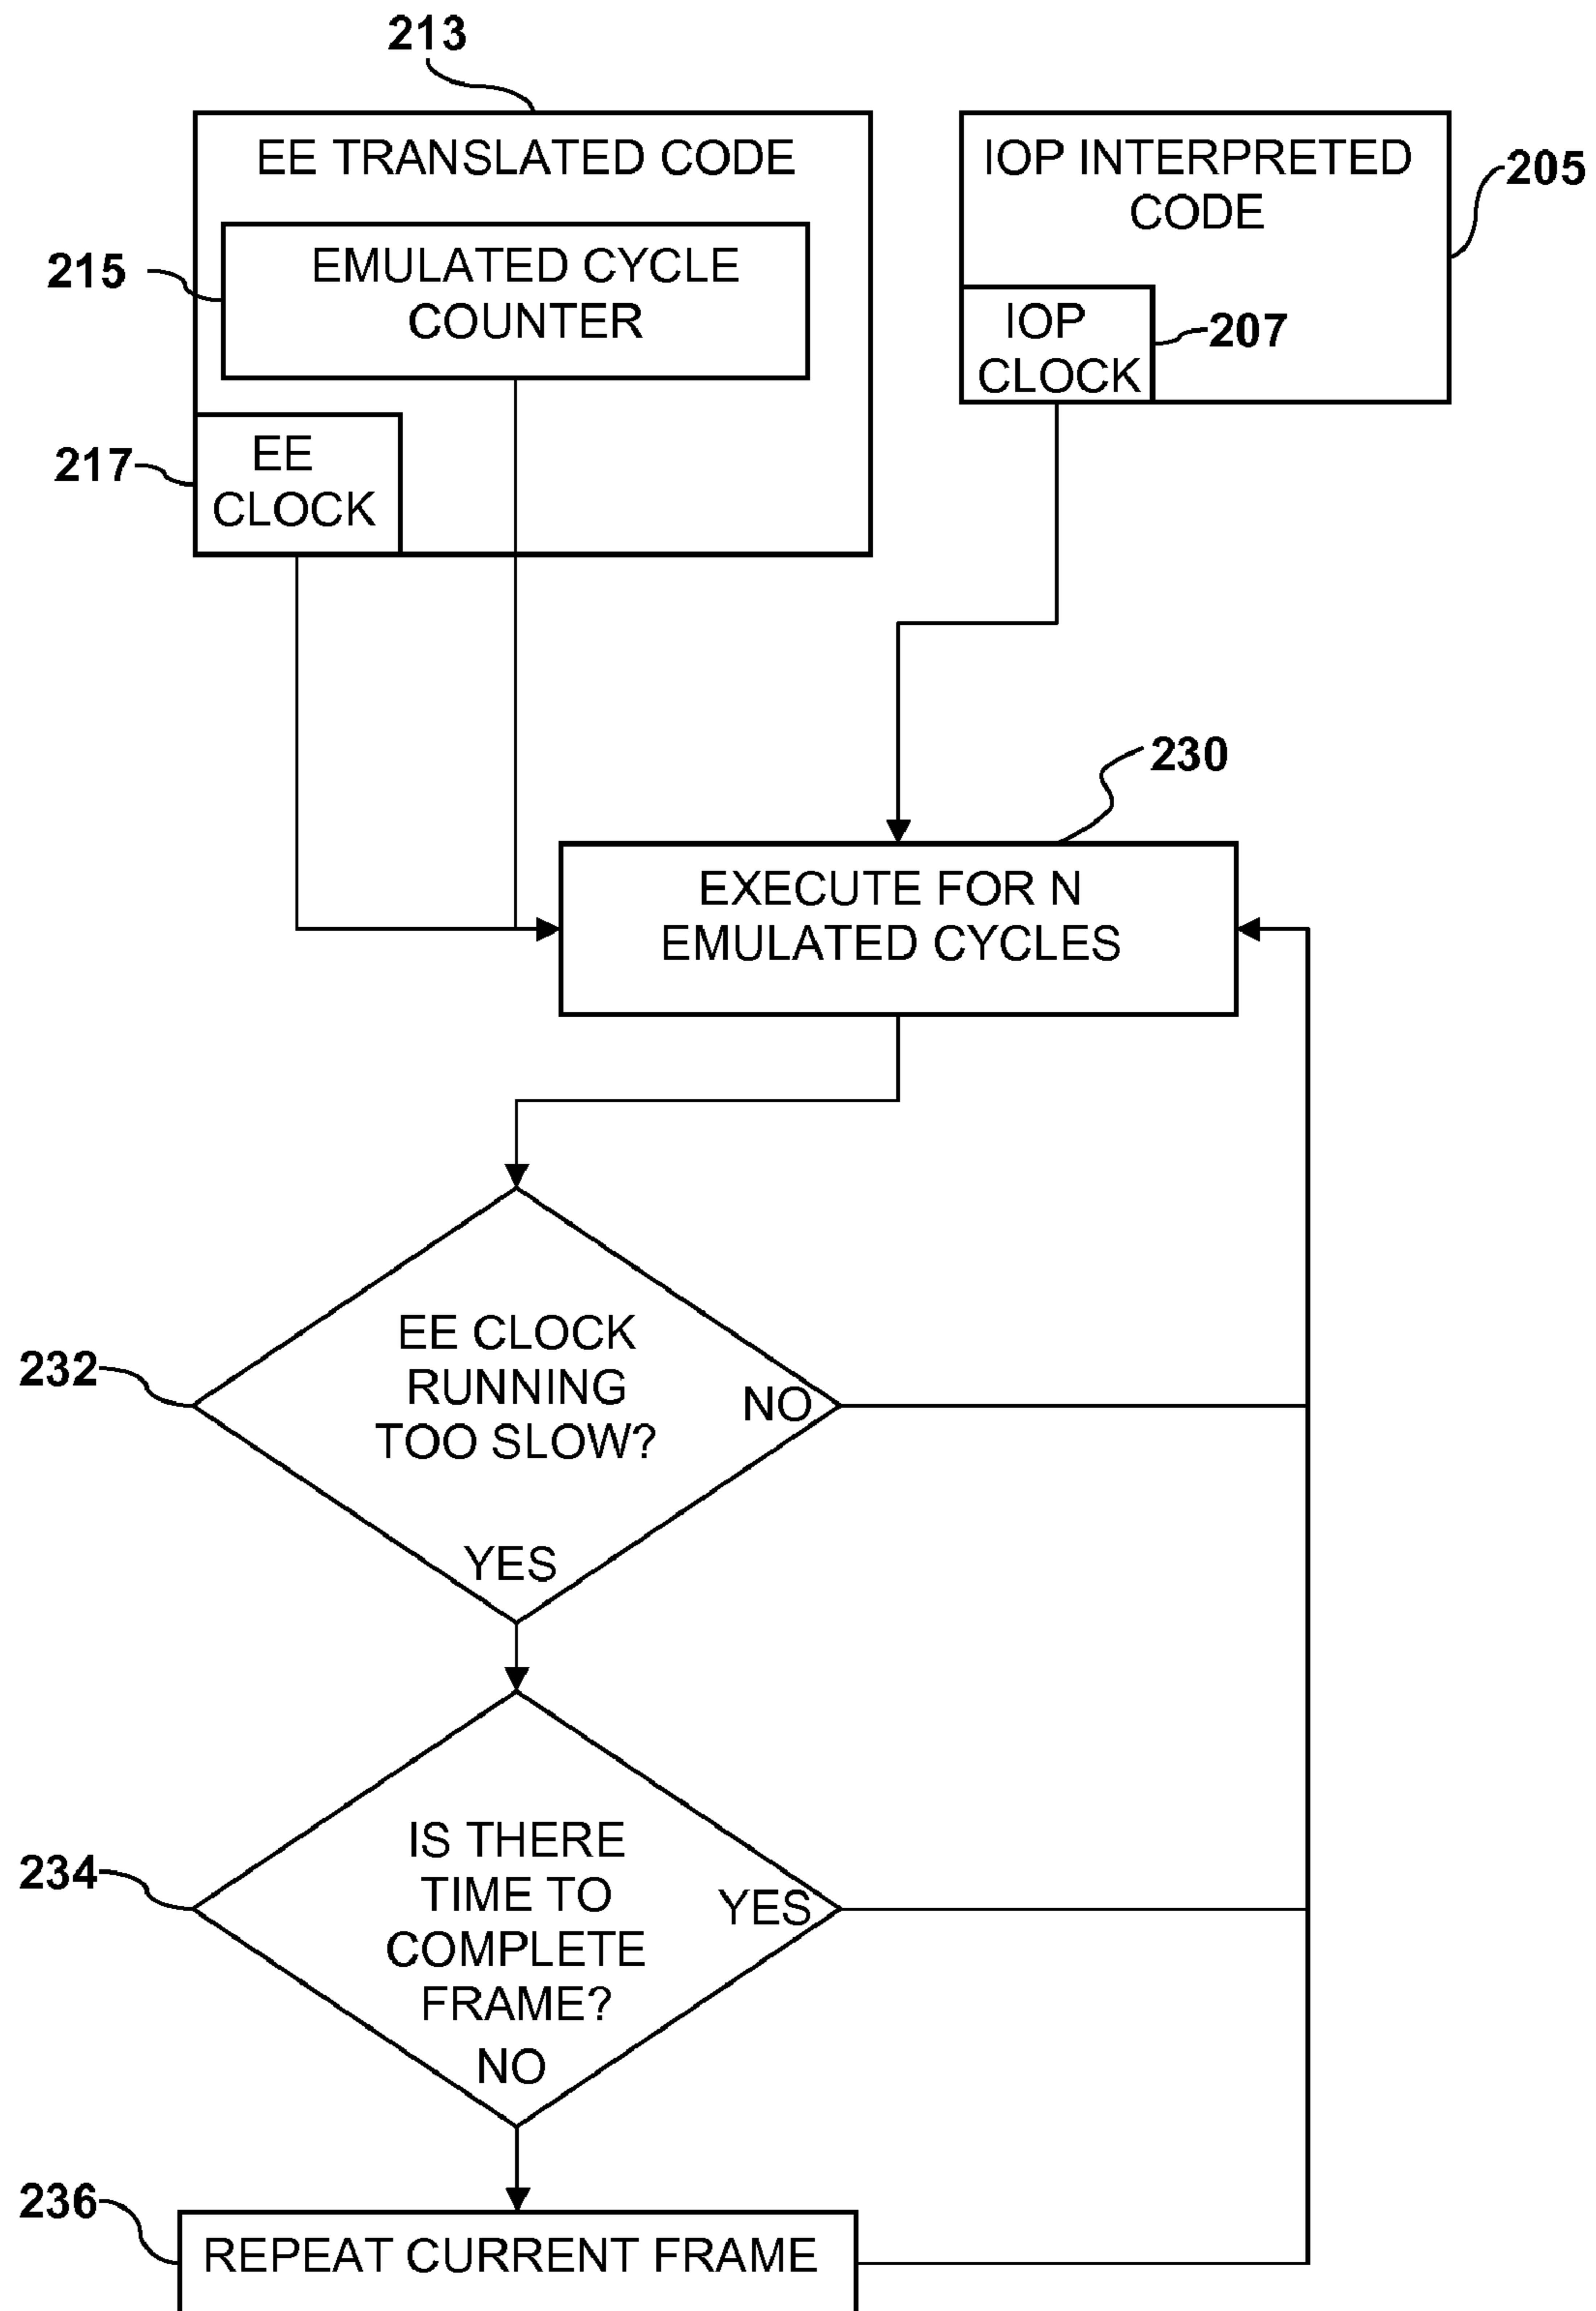 213
EE TRANSLATED CODE
IOP INTERPRETED
CODE
205
215
EMULATED CYCLE
COUNTER
IOP
CLOCK
207
217
EE
CLOCK
230
EXECUTE FOR N
EMULATED CYCLES
232
EE CLOCK
RUNNING
TOO SLOW?
NO
YES
234
IS THERE
TIME TO
COMPLETE
FRAME?
YES
NO
236
REPEAT CURRENT FRAME